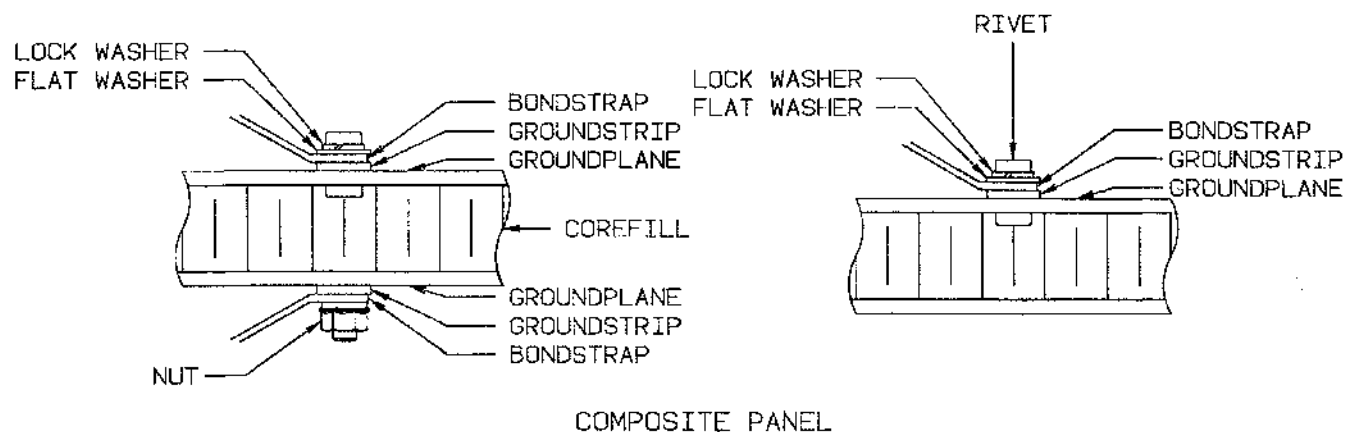 LOCK WASHER
FLAT WASHER
BONDSTRAP
GROUNDSTRIP
GROUNDPLANE
COREFILL
GROUNDPLANE
GROUNDSTRIP
BONDSTRAP
NUT
RIVET
LOCK WASHER
FLAT WASHER
BONDSTRAP
GROUNDSTRIP
GROUNDPLANE
COMPOSITE PANEL